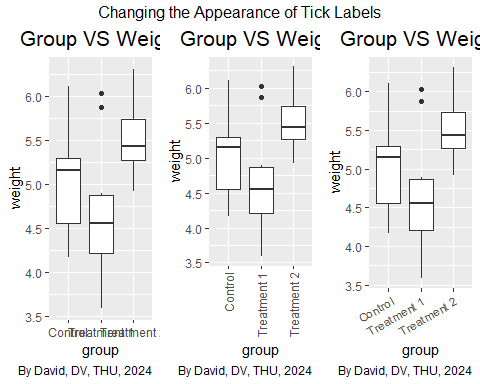 Changing the Appearance of Tick Labels
Group VS Weig
Group VS Weig
Group VS Weig
weight
6.0
5.5
5.0
4.5
4.0
3.5
Control
Treatment 1
Treatment
group
By David, DV, THU, 2024
weight
6.0
5.5
5.0
4.5
4.0
3.5
Control
Treatment 1
Treatment 2
group
By David, DV, THU, 2024
weight
6.0
5.5
5.0
4.5
4.0
3.5
Control
Treatment 1
Treatment 2
group
By David, DV, THU, 2024